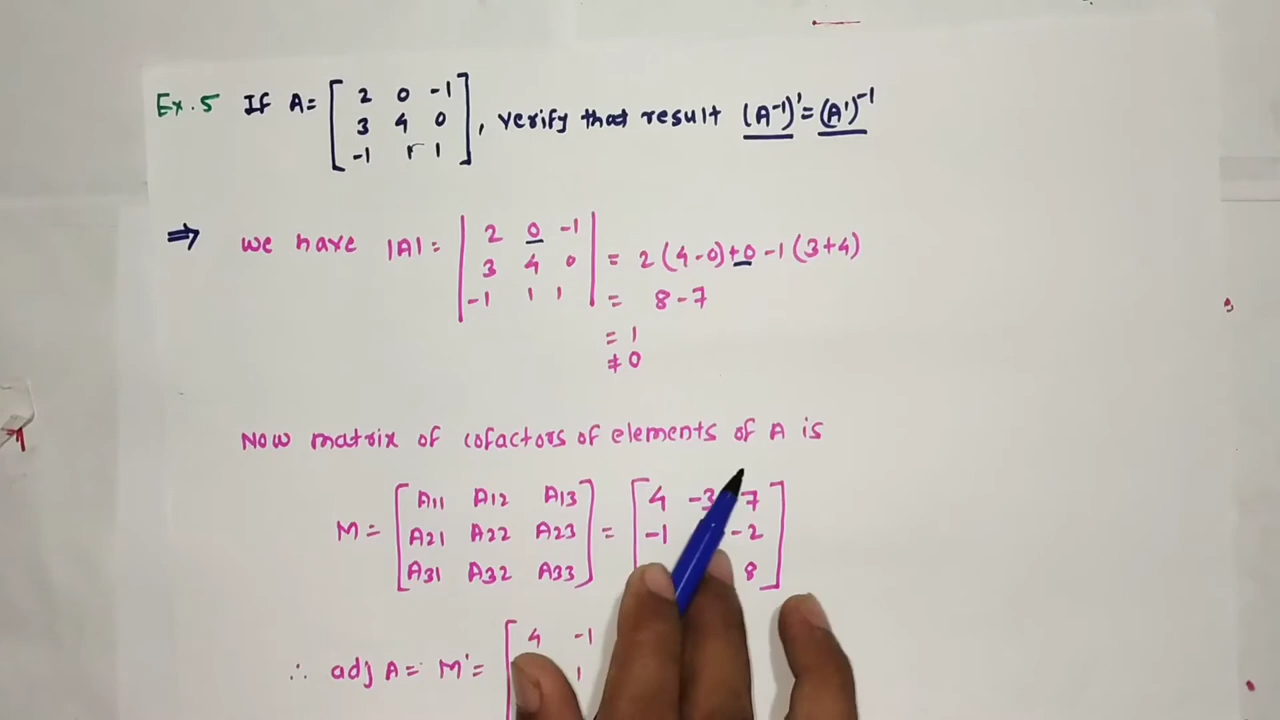 Ex.5 If A= [ 2 0 -1
3 4 0
-1 1 1 ] , verify that result (A⁻¹)'=(A')⁻¹
⇒ we have |A| = | 2 0 -1
3 4 0
-1 1 1 | = 2(4-0)+0-1(3+4)
= 8-7
= 1
≠ 0
Now matrix of cofactors of elements of A is
M = [ A11 A12 A13
A21 A22 A23
A31 A32 A33 ] = [ 4 -3 7
-1 -2
8 ]
∴ adj A = M' = [ 4 -1
1